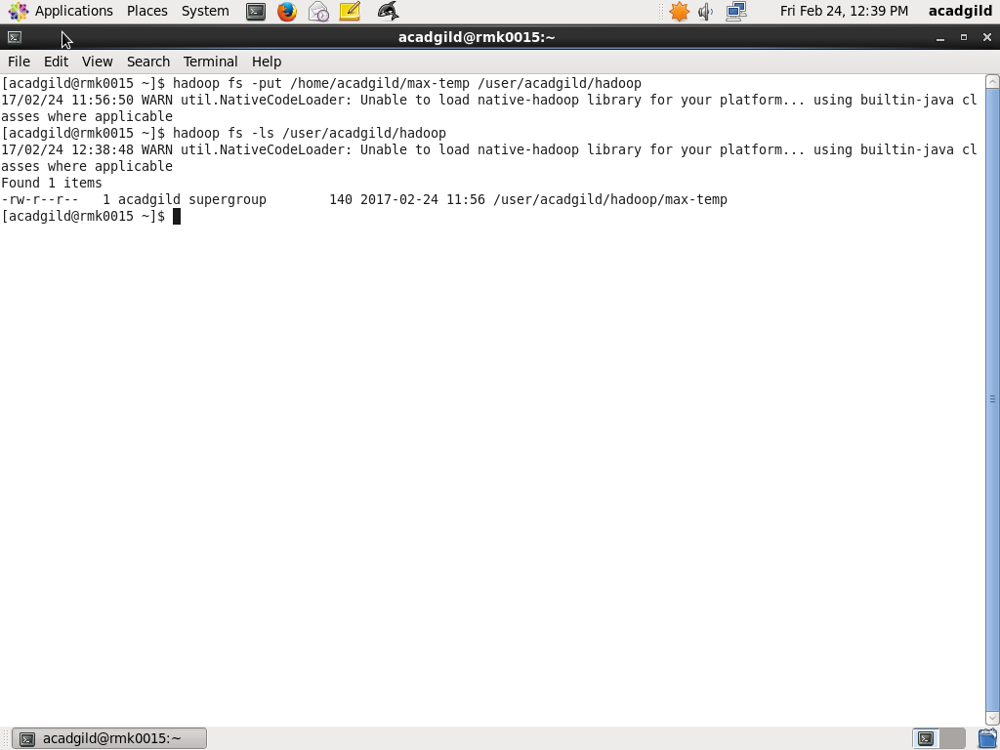 Applications Places System Fri Feb 24, 12:39 PM acadgild
acadgild@rmk0015:~
File Edit View Search Terminal Help
[acadgild@rmk0015 ~]$ hadoop fs -put /home/acadgild/max-temp /user/acadgild/hadoop
17/02/24 11:56:50 WARN util.NativeCodeLoader: Unable to load native-hadoop library for your platform... using builtin-java cl
asses where applicable
[acadgild@rmk0015 ~]$ hadoop fs -ls /user/acadgild/hadoop
17/02/24 12:38:48 WARN util.NativeCodeLoader: Unable to load native-hadoop library for your platform... using builtin-java cl
asses where applicable
Found 1 items
-rw-r--r--   1 acadgild supergroup        140 2017-02-24 11:56 /user/acadgild/hadoop/max-temp
[acadgild@rmk0015 ~]$
acadgild@rmk0015:~